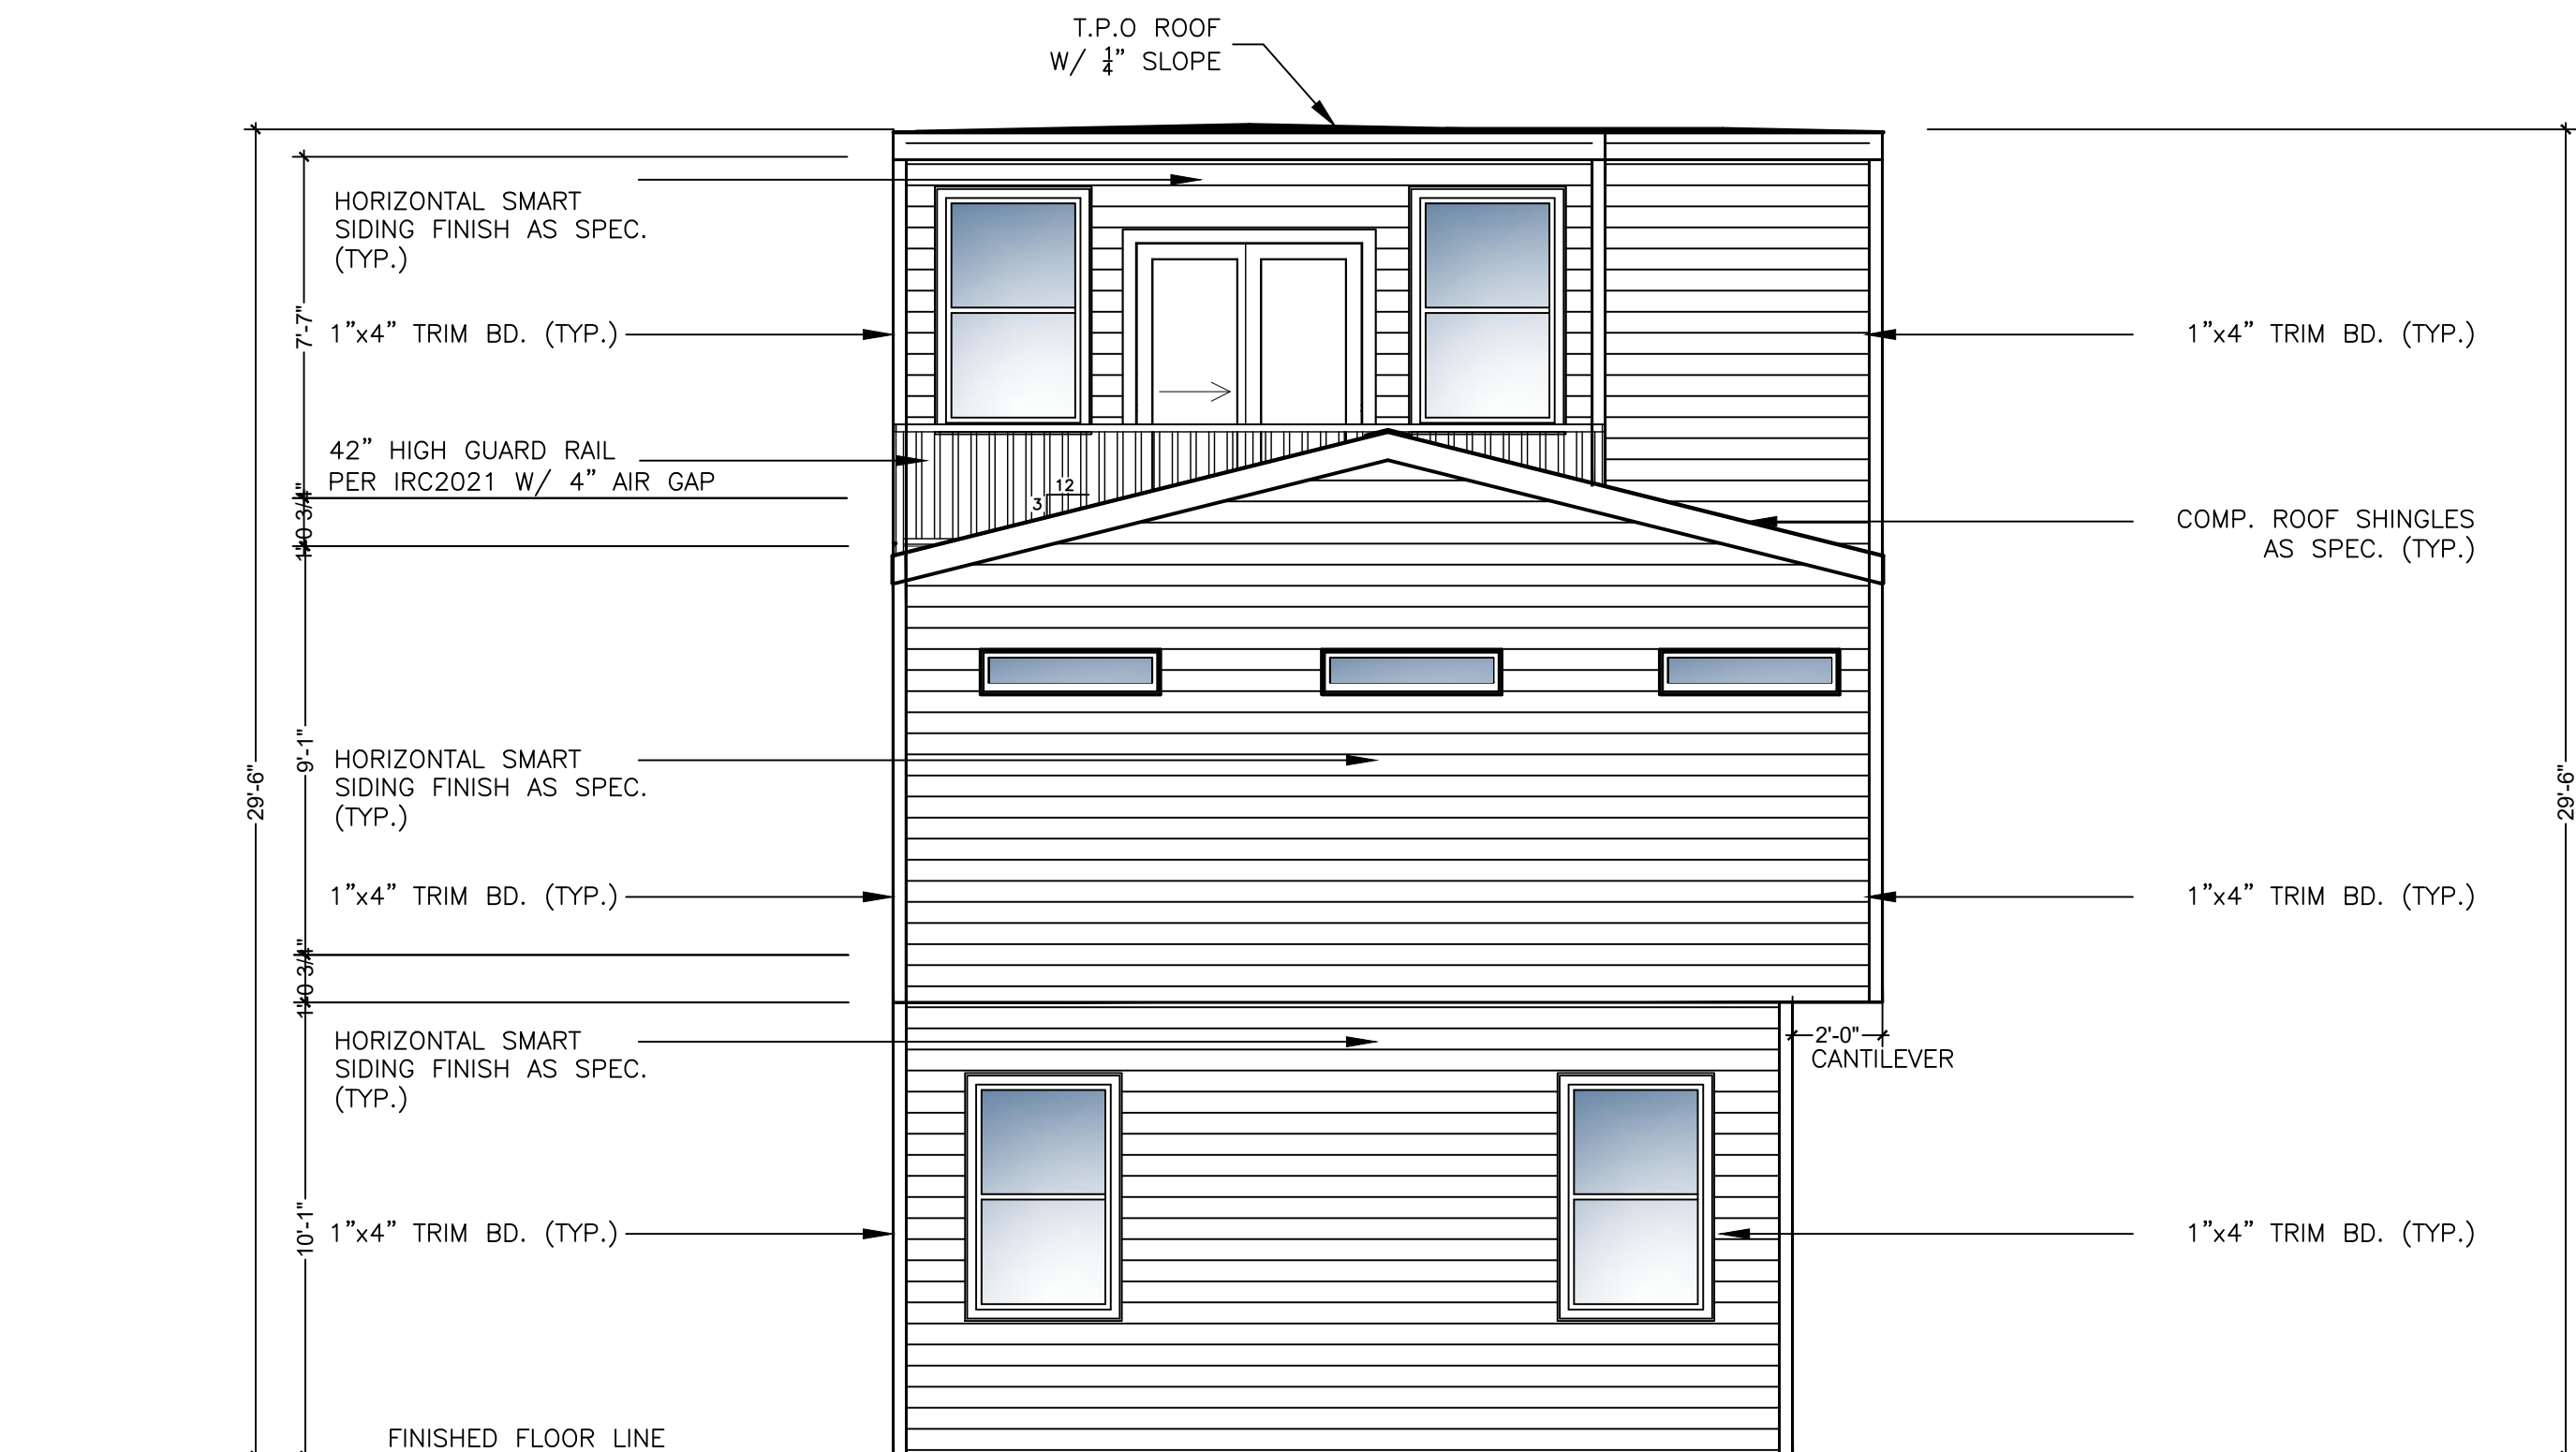 T.P.O ROOF
W/ ¼” SLOPE
HORIZONTAL SMART
SIDING FINISH AS SPEC.
(TYP.)
7'-7"
1”x4” TRIM BD. (TYP.)
1”x4” TRIM BD. (TYP.)
42” HIGH GUARD RAIL
PER IRC2021 W/ 4” AIR GAP
12
3
1'-0 3/4"
COMP. ROOF SHINGLES
AS SPEC. (TYP.)
29'-6"
9'-1"
HORIZONTAL SMART
SIDING FINISH AS SPEC.
(TYP.)
29'-6"
1”x4” TRIM BD. (TYP.)
1”x4” TRIM BD. (TYP.)
1'-0 3/4"
HORIZONTAL SMART
SIDING FINISH AS SPEC.
(TYP.)
2'-0"
CANTILEVER
10'-1"
1”x4” TRIM BD. (TYP.)
1”x4” TRIM BD. (TYP.)
FINISHED FLOOR LINE